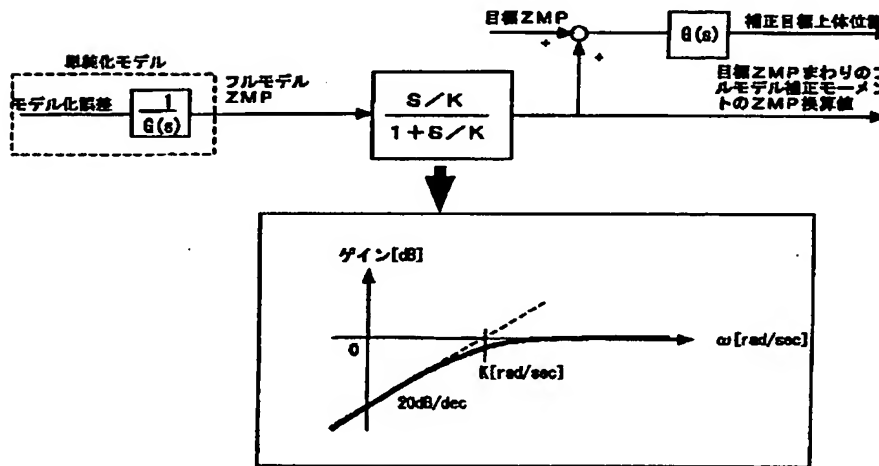 目標ZMP
+
+
G(s)
補正目標上体位置
単純化モデル
モデル化誤差
1
G(s)
フルモデル
ZMP
S/K
1+S/K
目標ZMPまわりのフ
ルモデル補正モーメン
トのZMP換算値
ゲイン[dB]
0
ω[rad/sec]
K[rad/sec]
20dB/dec